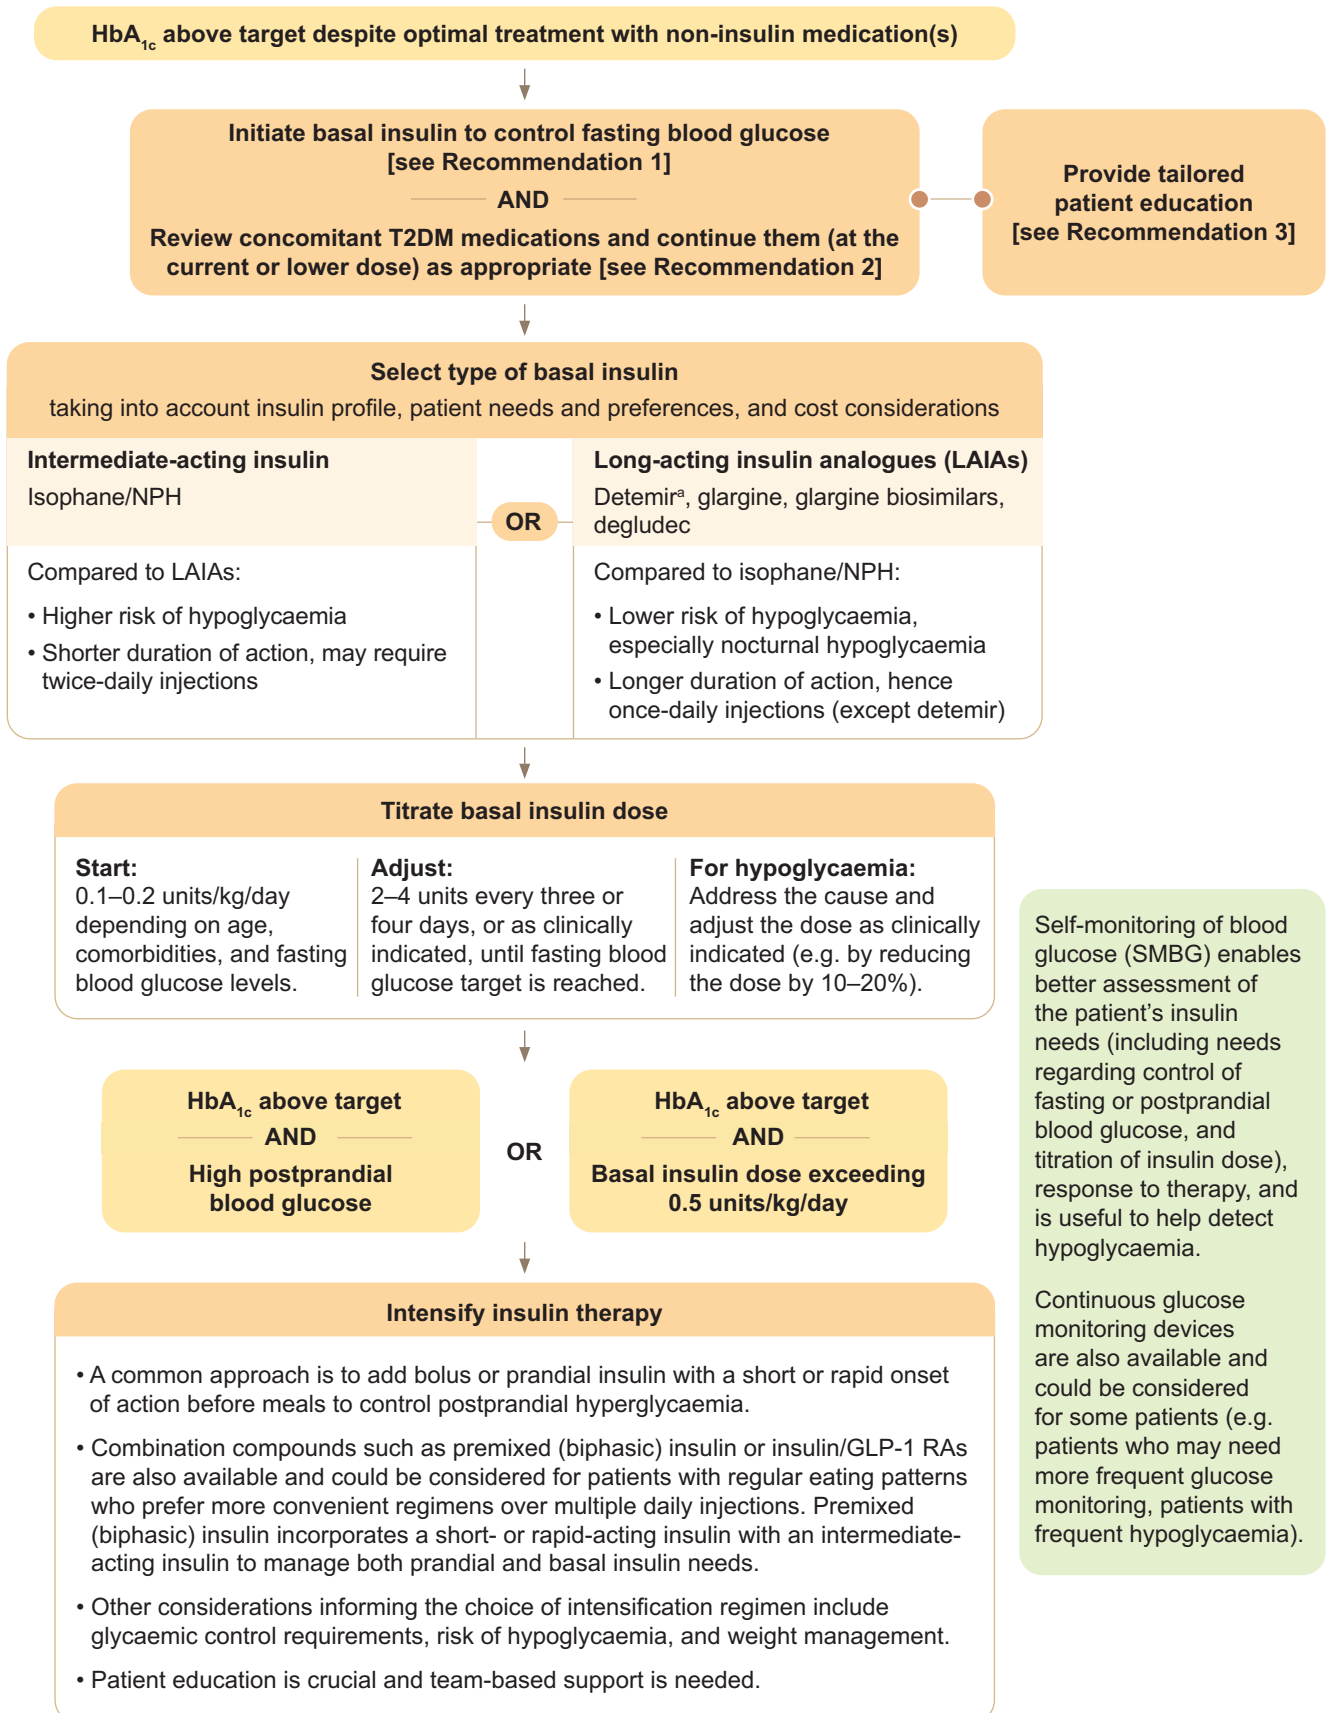 HbA1c above target despite optimal treatment with non-insulin medication(s)
Initiate basal insulin to control fasting blood glucose
[see Recommendation 1]
AND
Review concomitant T2DM medications and continue them (at the
current or lower dose) as appropriate [see Recommendation 2]
Provide tailored
patient education
[see Recommendation 3]
Select type of basal insulin
taking into account insulin profile, patient needs and preferences, and cost considerations
Intermediate-acting insulin
Isophane/NPH
Compared to LAIAs:
• Higher risk of hypoglycaemia
• Shorter duration of action, may require
twice-daily injections
OR
Long-acting insulin analogues (LAIAs)
Detemirª, glargine, glargine biosimilars,
degludec
Compared to isophane/NPH:
• Lower risk of hypoglycaemia,
especially nocturnal hypoglycaemia
• Longer duration of action, hence
once-daily injections (except detemir)
Titrate basal insulin dose
Start:
0.1–0.2 units/kg/day
depending on age,
comorbidities, and fasting
blood glucose levels.
Adjust:
2–4 units every three or
four days, or as clinically
indicated, until fasting blood
glucose target is reached.
For hypoglycaemia:
Address the cause and
adjust the dose as clinically
indicated (e.g. by reducing
the dose by 10–20%).
HbA1c above target
AND
High postprandial
blood glucose
OR
HbA1c above target
AND
Basal insulin dose exceeding
0.5 units/kg/day
Intensify insulin therapy
• A common approach is to add bolus or prandial insulin with a short or rapid onset
of action before meals to control postprandial hyperglycaemia.
• Combination compounds such as premixed (biphasic) insulin or insulin/GLP-1 RAs
are also available and could be considered for patients with regular eating patterns
who prefer more convenient regimens over multiple daily injections. Premixed
(biphasic) insulin incorporates a short- or rapid-acting insulin with an intermediate-
acting insulin to manage both prandial and basal insulin needs.
• Other considerations informing the choice of intensification regimen include
glycaemic control requirements, risk of hypoglycaemia, and weight management.
• Patient education is crucial and team-based support is needed.
Self-monitoring of blood
glucose (SMBG) enables
better assessment of
the patient's insulin
needs (including needs
regarding control of
fasting or postprandial
blood glucose, and
titration of insulin dose),
response to therapy, and
is useful to help detect
hypoglycaemia.
Continuous glucose
monitoring devices
are also available and
could be considered
for some patients (e.g.
patients who may need
more frequent glucose
monitoring, patients with
frequent hypoglycaemia).